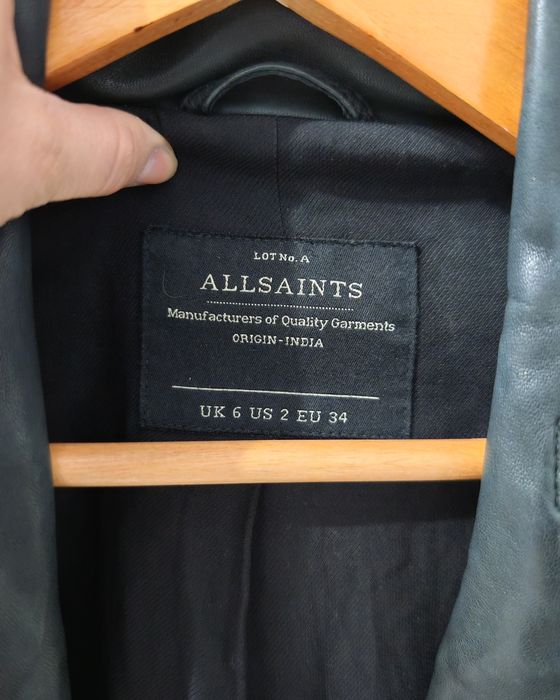 LOT No. A
ALLSAINTS
Manufacturers of Quality Garments
ORIGIN-INDIA
UK 6 US 2 EU 34